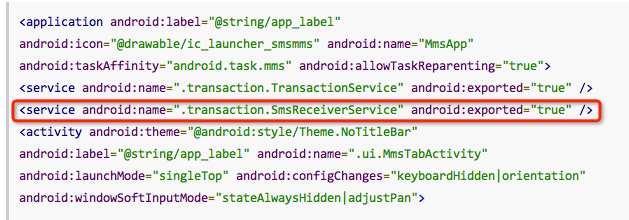 <application android:label="@string/app_label"
android:icon="@drawable/ic_launcher_smsmms" android:name="MmsApp"
android:taskAffinity="android.task.mms" android:allowTaskReparenting="true">
<service android:name=".transaction.TransactionService" android:exported="true" />
<service android:name=".transaction.SmsReceiverService" android:exported="true" />
<activity android:theme="@android:style/Theme.NoTitleBar"
android:label="@string/app_label" android:name=".ui.MmsTabActivity"
android:launchMode="singleTop" android:configChanges="keyboardHidden|orientation"
android:windowSoftInputMode="stateAlwaysHidden|adjustPan">